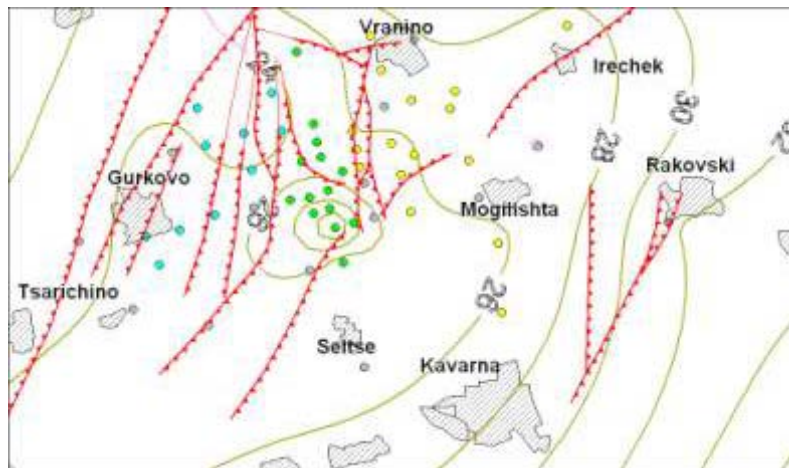 Vranino
Irechek
28
30
Rakovski
Gurkovo
Mogilishta
26
Tsarichino
Seltse
Kavarna